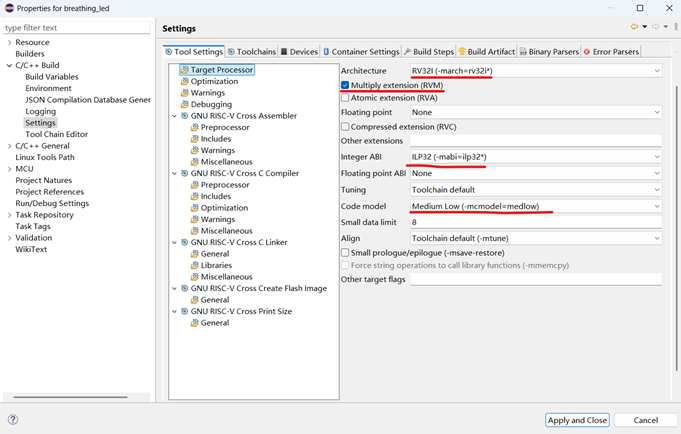 Properties for breathing_led
type filter text
Resource
Builders
C/C++ Build
Build Variables
Environment
JSON Compilation Database Gener
Logging
Settings
Tool Chain Editor
C/C++ General
Linux Tools Path
MCU
Project Natures
Project References
Run/Debug Settings
Task Repository
Task Tags
Validation
WikiText
Settings
Tool Settings Toolchains Devices Container Settings Build Steps Build Artifact Binary Parsers Error Parsers
Target Processor
Optimization
Warnings
Debugging
GNU RISC-V Cross Assembler
Preprocessor
Includes
Warnings
Miscellaneous
GNU RISC-V Cross C Compiler
Preprocessor
Includes
Optimization
Warnings
Miscellaneous
GNU RISC-V Cross C Linker
General
Libraries
Miscellaneous
GNU RISC-V Cross Create Flash Image
General
GNU RISC-V Cross Print Size
General
Architecture RV32I (-march=rv32i*)
Multiply extension (RVM)
Atomic extension (RVA)
Floating point None
Compressed extension (RVC)
Other extensions
Integer ABI ILP32 (-mabi=ilp32*)
Floating point ABI None
Tuning Toolchain default
Code model Medium Low (-mcmodel=medlow)
Small data limit 8
Align Toolchain default (-mtune)
Small prologue/epilogue (-msave-restore)
Force string operations to call library functions (-mmemcpy)
Other target flags
Apply and Close Cancel